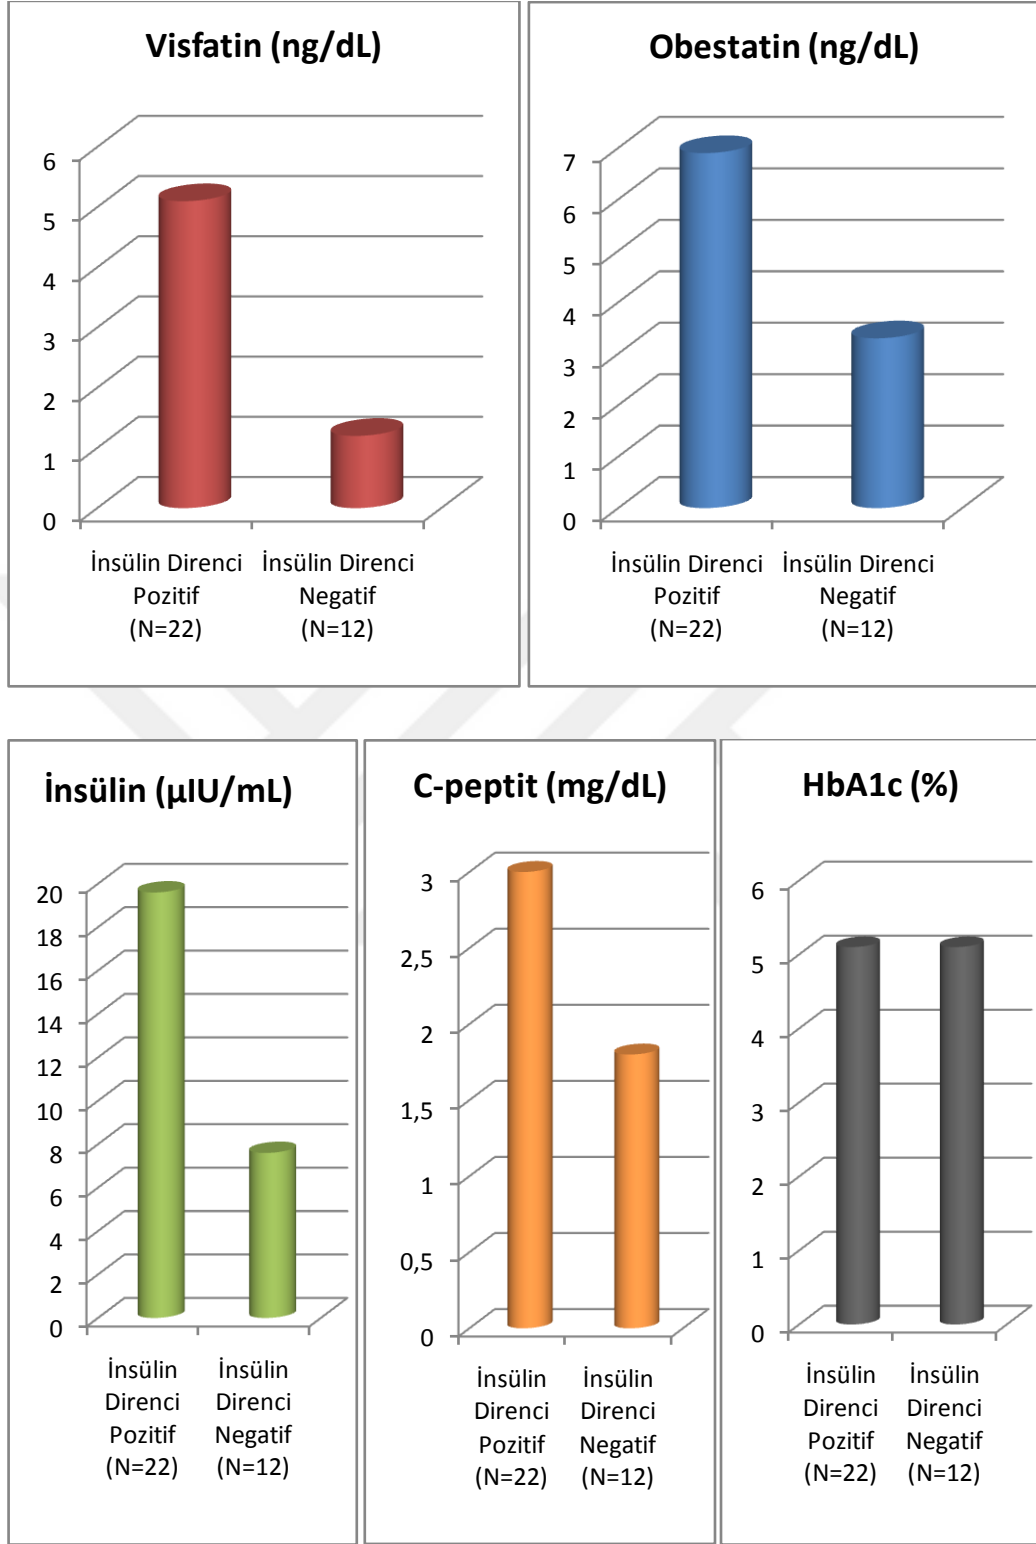 Visfatin (ng/dL)
6
5
4
3
2
1
0
İnsülin Direnci
Pozitif
(N=22)
İnsülin Direnci
Negatif
(N=12)
Obestatin (ng/dL)
7
6
5
4
3
2
1
0
İnsülin Direnci
Pozitif
(N=22)
İnsülin Direnci
Negatif
(N=12)
İnsülin (µIU/mL)
20
18
16
14
12
10
8
6
4
2
0
İnsülin
Direnci
Pozitif
(N=22)
İnsülin
Direnci
Negatif
(N=12)
C-peptit (mg/dL)
3
2,5
2
1,5
1
0,5
0
İnsülin
Direnci
Pozitif
(N=22)
İnsülin
Direnci
Negatif
(N=12)
HbA1c (%)
6
5
4
3
2
1
0
İnsülin
Direnci
Pozitif
(N=22)
İnsülin
Direnci
Negatif
(N=12)